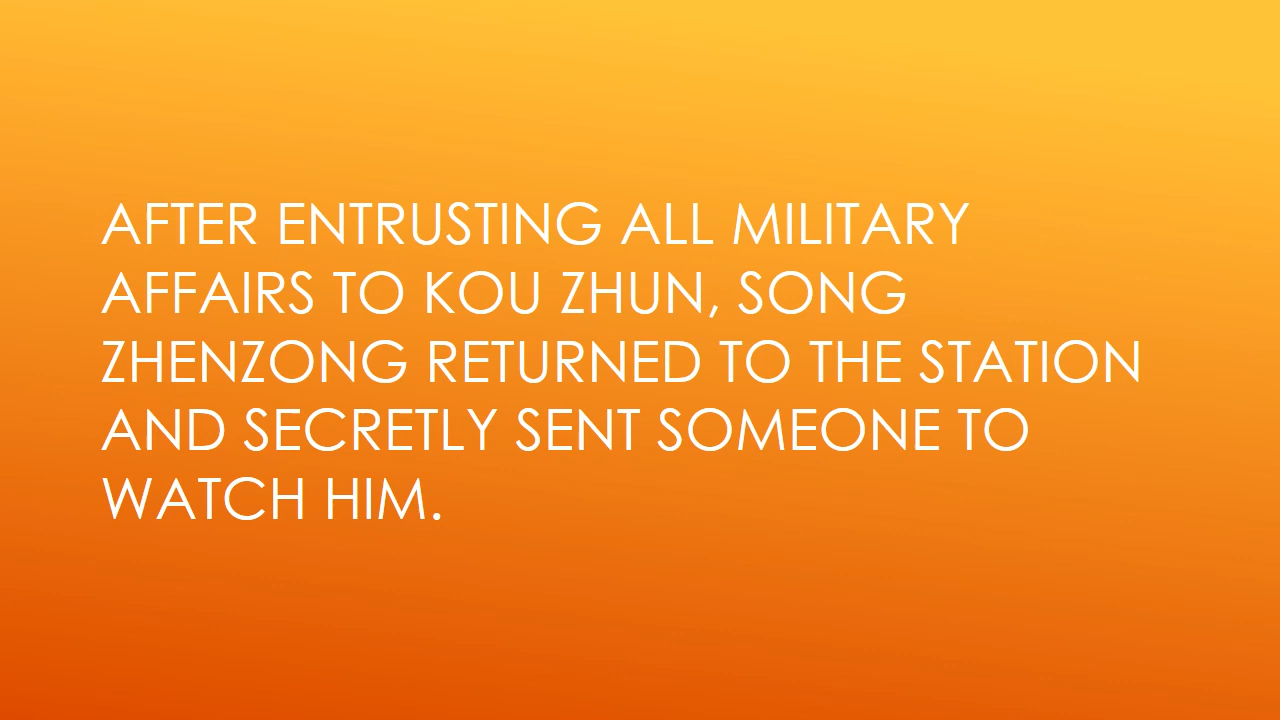 AFTER ENTRUSTING ALL MILITARY
AFFAIRS TO KOU ZHUN, SONG
ZHENZONG RETURNED TO THE STATION
AND SECRETLY SENT SOMEONE TO
WATCH HIM.